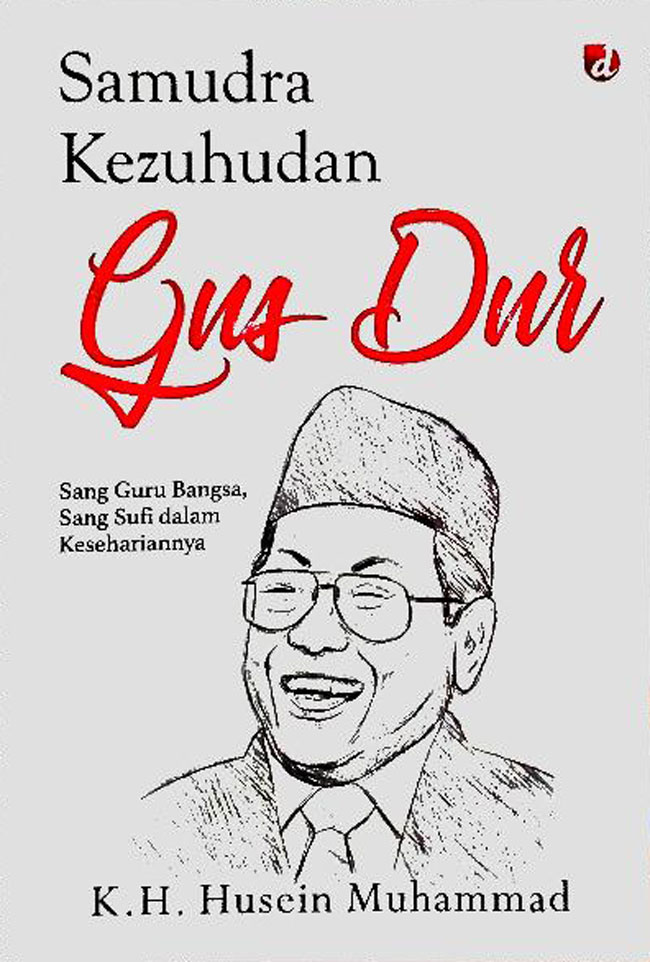 d
Samudra
Kezuhudan
Gus Dur
Sang Guru Bangsa,
Sang Sufi dalam
Kesehariannya
K.H. Husein Muhammad